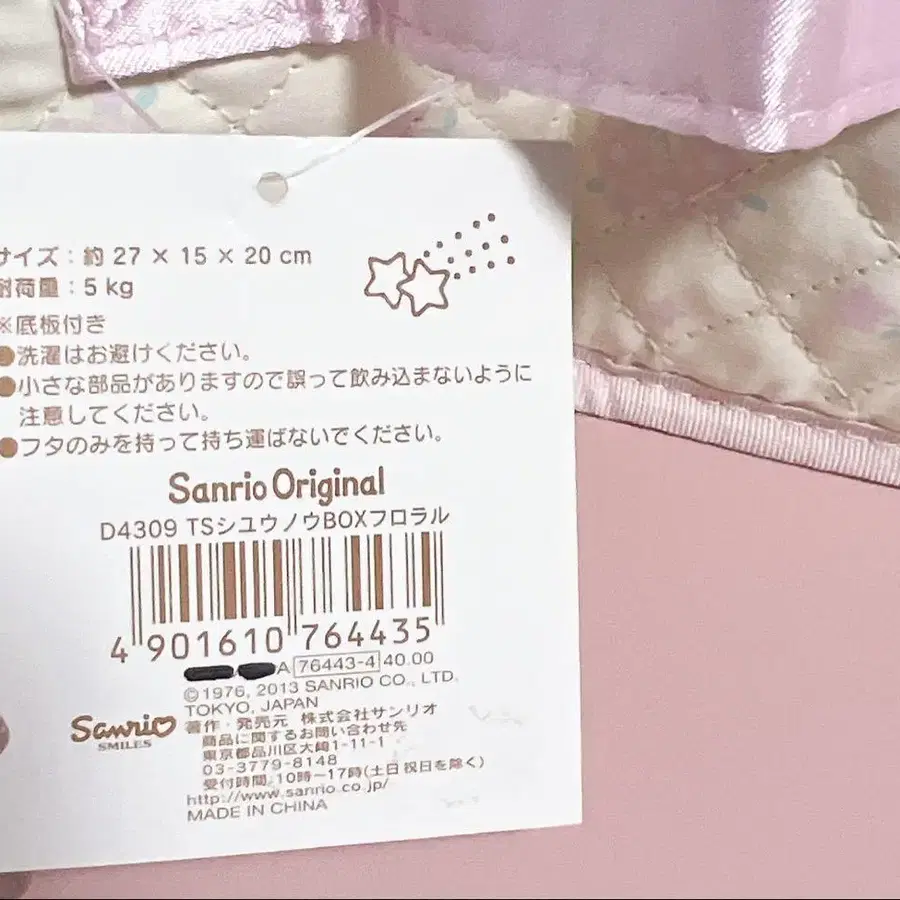 サイズ：約 27 × 15 × 20 cm
耐荷量：5 kg
※底板付き
●洗濯はお避けください。
●小さな部品がありますので誤って飲み込まないように
注意してください。
●フタのみを持って持ち運ばないでください。
Sanrio Original
D4309 TSシユウノウBOXフロラル
4 901610 764435
A 76443-4 40.00
©1976, 2013 SANRIO CO., LTD.
TOKYO, JAPAN
Sanrio
SMILES
著作・発売元 株式会社サンリオ
商品に関するお問い合わせ先
東京都品川区大崎1-11-1
03-3779-8148
受付時間 10時〜17時(土日祝日を除く)
http://www.sanrio.co.jp/
MADE IN CHINA